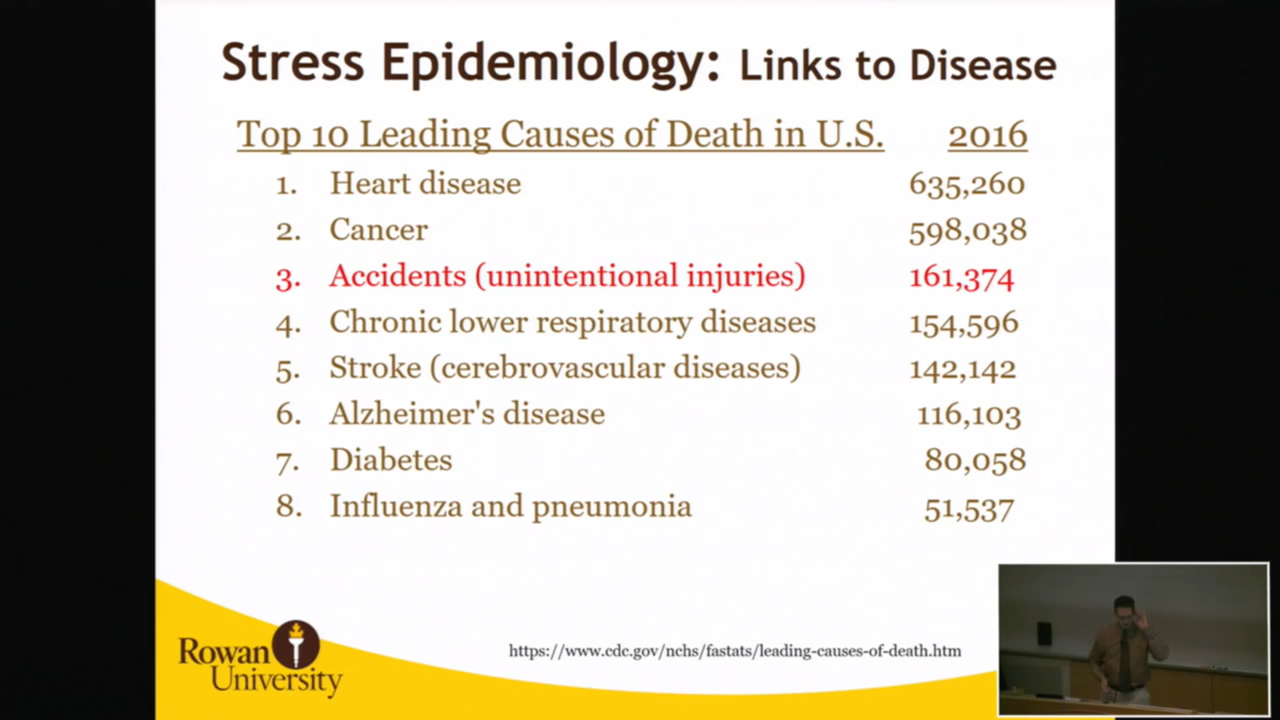 Stress Epidemiology: Links to Disease
Top 10 Leading Causes of Death in U.S. 2016
1. Heart disease 635,260
2. Cancer 598,038
3. Accidents (unintentional injuries) 161,374
4. Chronic lower respiratory diseases 154,596
5. Stroke (cerebrovascular diseases) 142,142
6. Alzheimer's disease 116,103
7. Diabetes 80,058
8. Influenza and pneumonia 51,537
https://www.cdc.gov/nchs/fastats/leading-causes-of-death.htm
Rowan
University